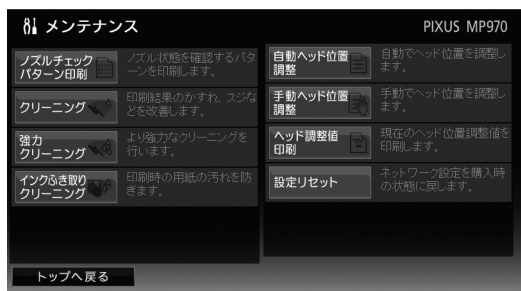 メンテナンス
PIXUS MP970
ノズルチェック
パターン印刷
ノズル状態を確認するパタ
ーンを印刷します。
クリーニング
印刷結果のかすれ、スジな
どを改善します。
強力
クリーニング
より強力なクリーニングを
行います。
インクふき取り
クリーニング
印刷時の用紙の汚れを防
ぎます。
自動ヘッド位置
調整
自動でヘッド位置を調整し
ます。
手動ヘッド位置
調整
手動でヘッド位置を調整し
ます。
ヘッド調整値
印刷
現在のヘッド位置調整値を
印刷します。
設定リセット
ネットワーク設定を購入時
の状態に戻します。
トップへ戻る